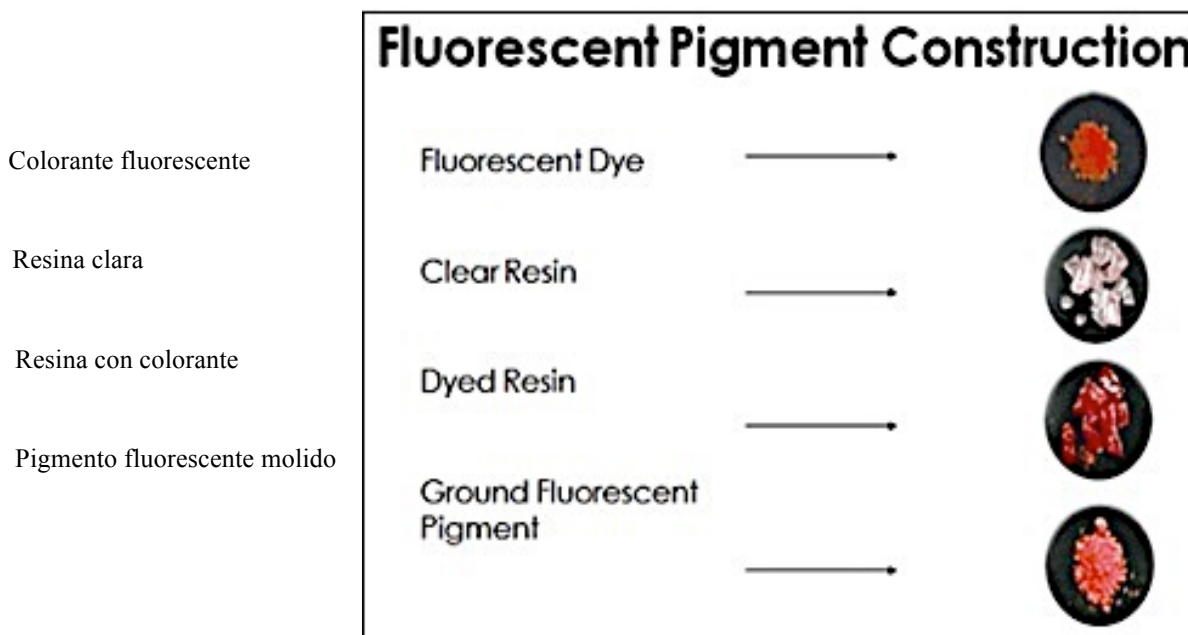 Fluorescent Pigment Construction
Colorante fluorescente
Fluorescent Dye
Resina clara
Clear Resin
Resina con colorante
Dyed Resin
Pigmento fluorescente molido
Ground Fluorescent
Pigment